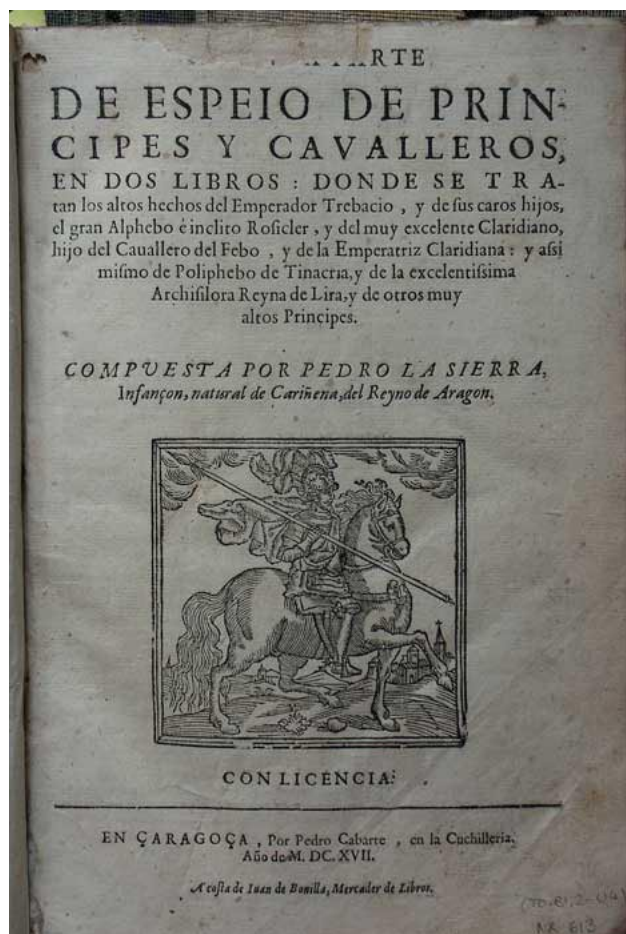 PARTE
DE ESPEIO DE PRIN-
CIPES Y CAVALLEROS,
EN DOS LIBROS : DONDE SE TRA-
tan los altos hechos del Emperador Trebacio , y de ſus caros hijos,
el gran Alphebo è inclito Roſicler , y del muy excelente Claridiano,
hijo del Cauallero del Febo , y de la Emperatriz Claridiana : y aſsi
miſmo de Poliphebo de Tinacria, y de la excelentiſsima
Archiſilora Reyna de Lira, y de otros muy
altos Principes.
COMPVESTA POR PEDRO LA SIERRA,
Infançon, natural de Cariñena, del Reyno de Aragon.
CON LICENCIA:
EN ÇARAGOÇA , Por Pedro Cabarte , en la Cuchilleria.
Año de M. DC. XVII.
A coſta de Iuan de Bonilla, Mercader de Libros.